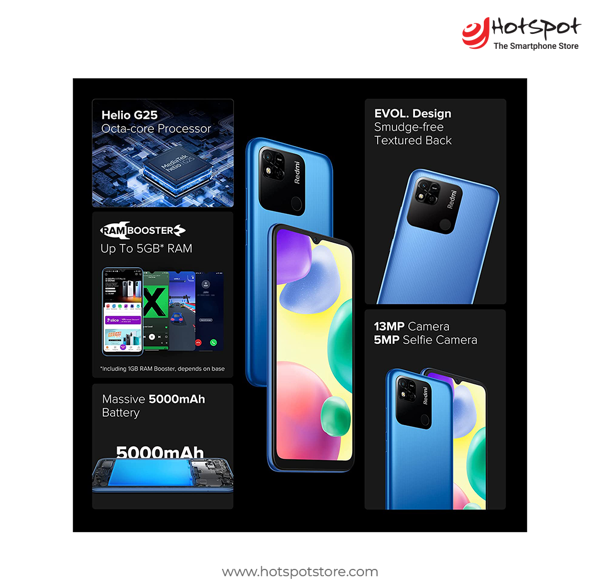 HOTSPOT
The Smartphone Store
Helio G25
Octa-core Processor
MediaTek
Helio G25
RAM BOOSTER
Up To 5GB* RAM
*Including 1GB RAM Booster, depends on base
Massive 5000mAh
Battery
5000mAh
Redmi
EVOL. Design
Smudge-free
Textured Back
Redmi
13MP Camera
5MP Selfie Camera
Redmi
www.hotspotstore.com